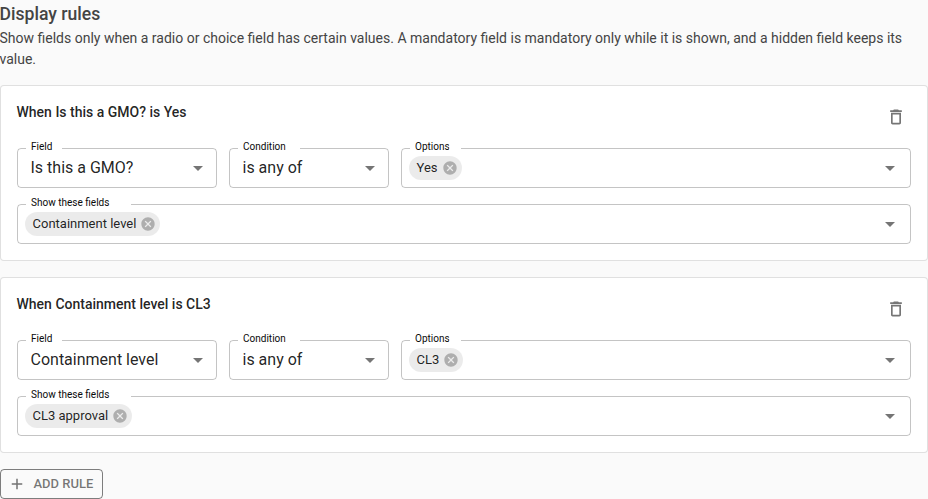 Display rules
Show fields only when a radio or choice field has certain values. A mandatory field is mandatory only while it is shown, and a hidden field keeps its
value.
When Is this a GMO? is Yes
Field
Condition
Options
Is this a GMO?
is any of
Yes
Show these fields
Containment level
When Containment level is CL3
Field
Condition
Options
Containment level
is any of
CL3
Show these fields
CL3 approval
ADD RULE